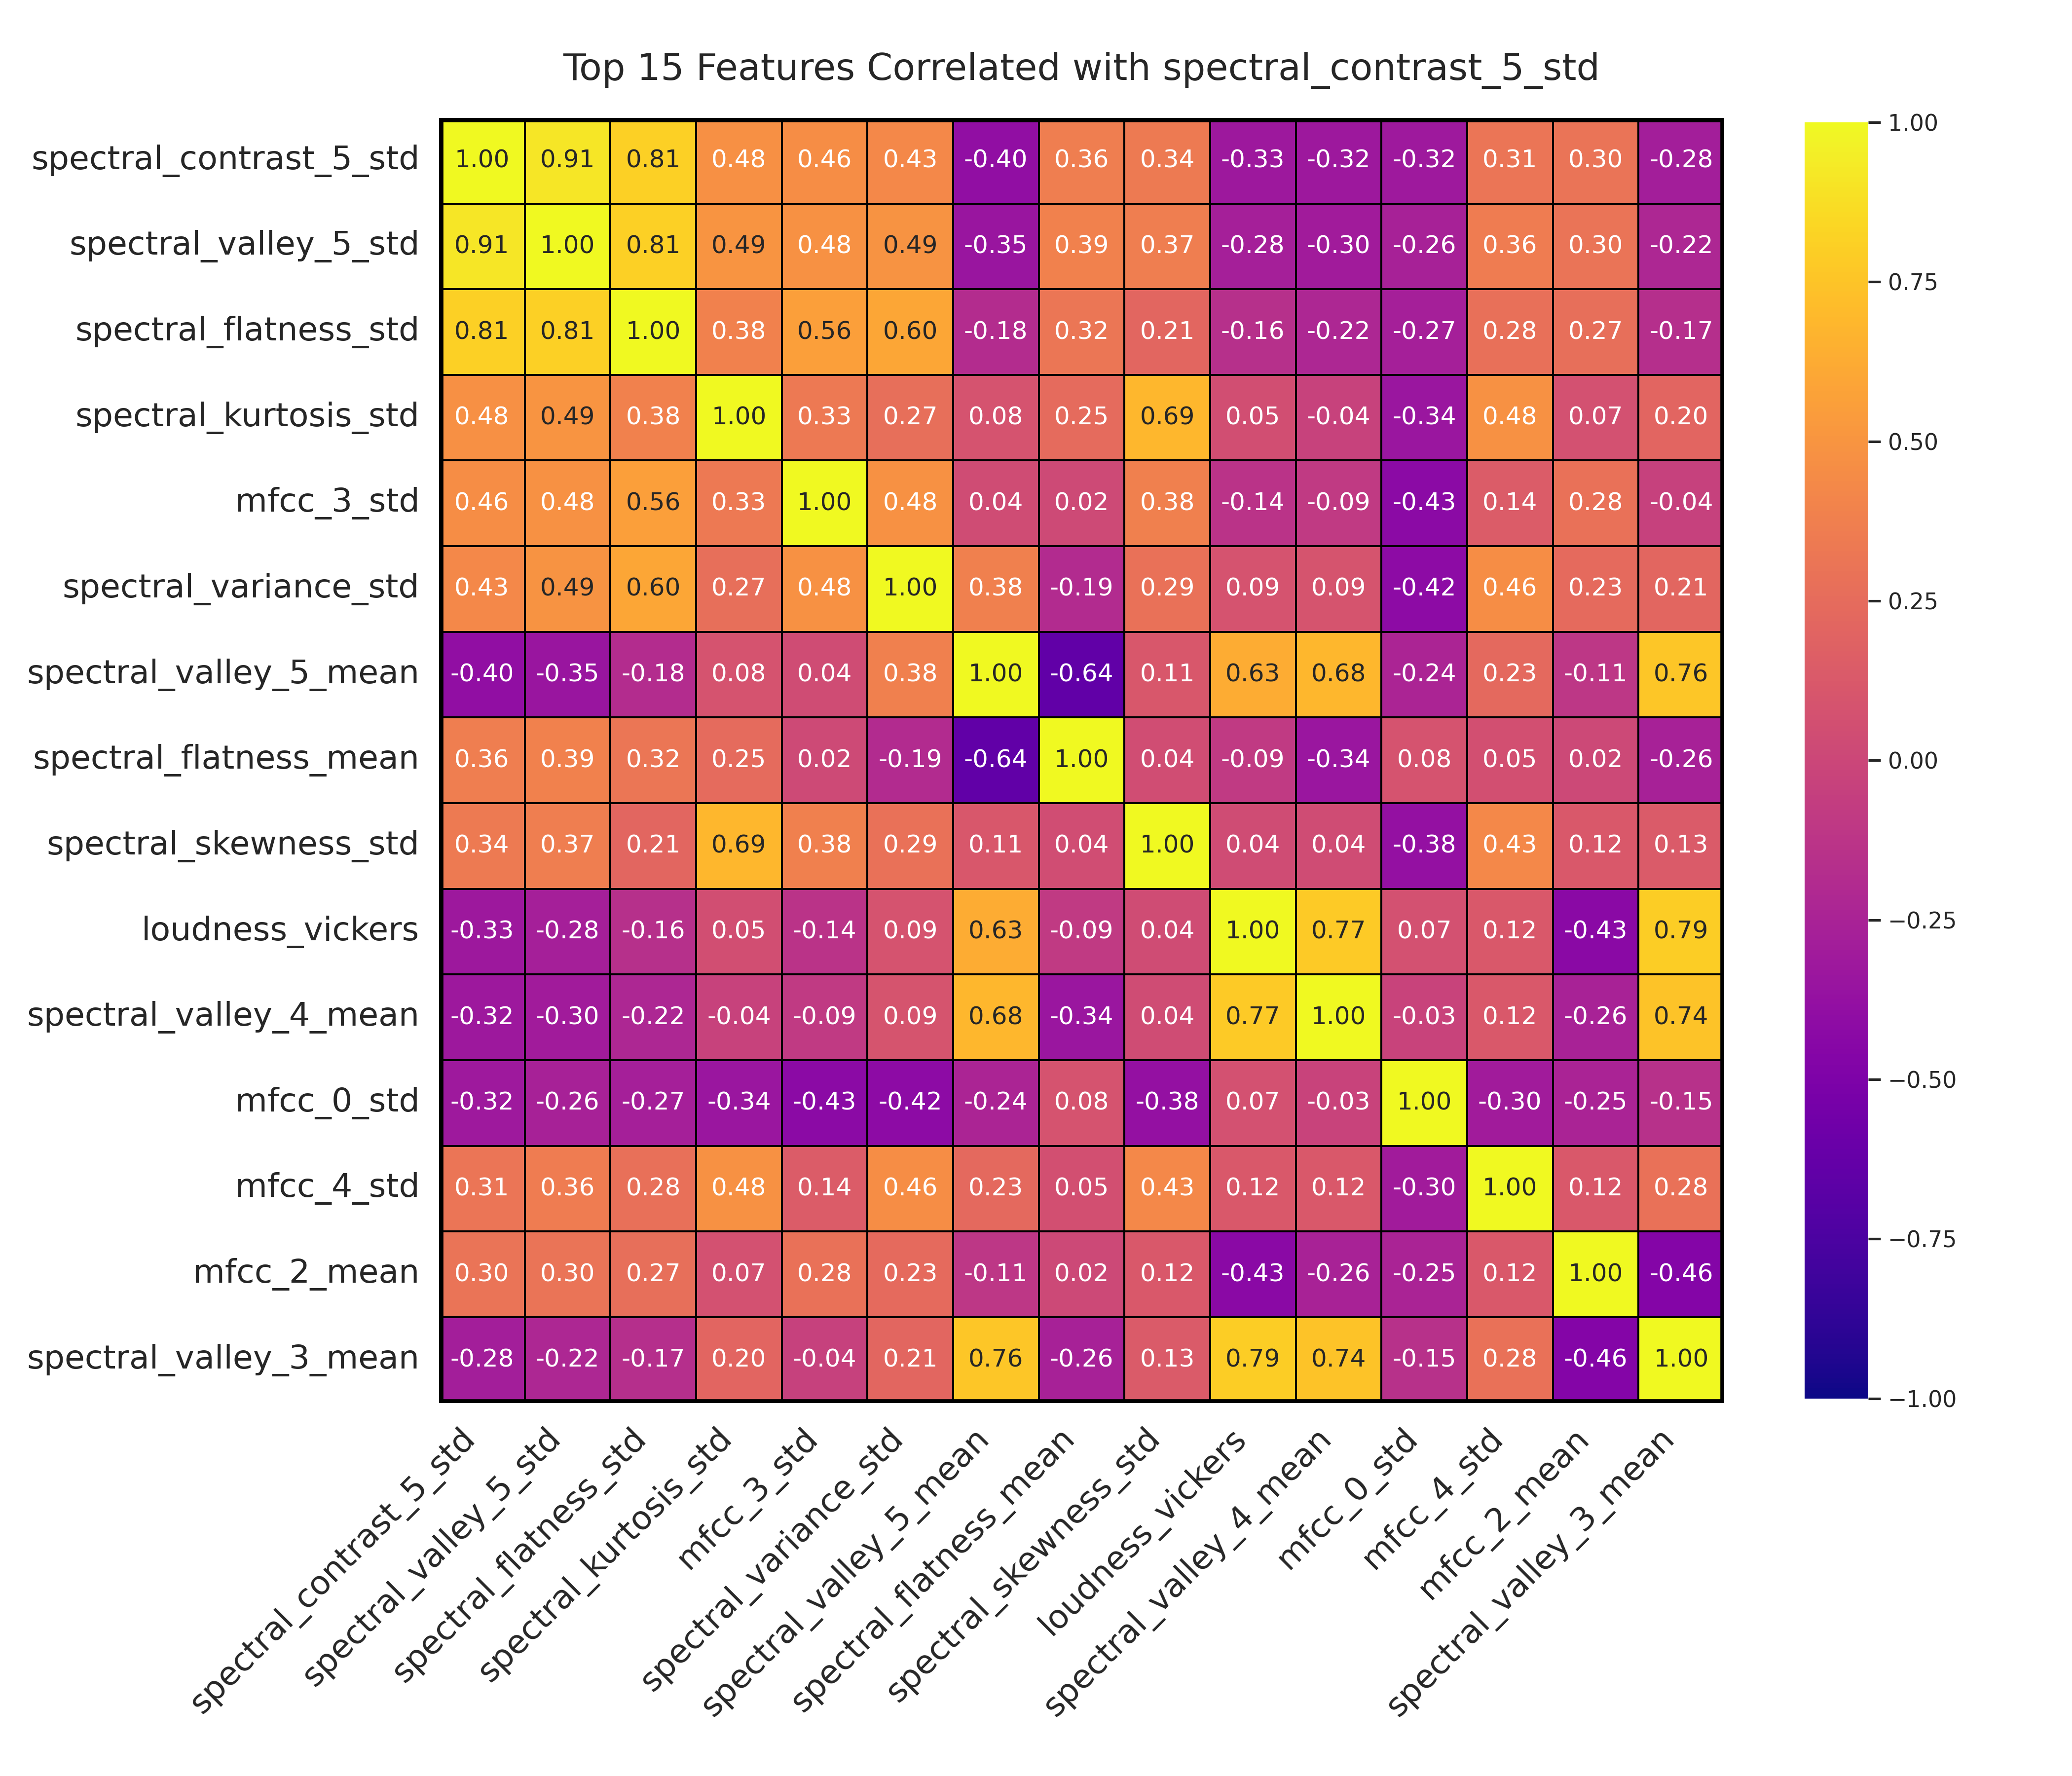 Top 15 Features Correlated with spectral_contrast_5_std
spectral_contrast_5_std 1.00 0.91 0.81 0.48 0.46 0.43 -0.40 0.36 0.34 -0.33 -0.32 -0.32 0.31 0.30 -0.28
spectral_valley_5_std 0.91 1.00 0.81 0.49 0.48 0.49 -0.35 0.39 0.37 -0.28 -0.30 -0.26 0.36 0.30 -0.22
spectral_flatness_std 0.81 0.81 1.00 0.38 0.56 0.60 -0.18 0.32 0.21 -0.16 -0.22 -0.27 0.28 0.27 -0.17
spectral_kurtosis_std 0.48 0.49 0.38 1.00 0.33 0.27 0.08 0.25 0.69 0.05 -0.04 -0.34 0.48 0.07 0.20
mfcc_3_std 0.46 0.48 0.56 0.33 1.00 0.48 0.04 0.02 0.38 -0.14 -0.09 -0.43 0.14 0.28 -0.04
spectral_variance_std 0.43 0.49 0.60 0.27 0.48 1.00 0.38 -0.19 0.29 0.09 0.09 -0.42 0.46 0.23 0.21
spectral_valley_5_mean -0.40 -0.35 -0.18 0.08 0.04 0.38 1.00 -0.64 0.11 0.63 0.68 -0.24 0.23 -0.11 0.76
spectral_flatness_mean 0.36 0.39 0.32 0.25 0.02 -0.19 -0.64 1.00 0.04 -0.09 -0.34 0.08 0.05 0.02 -0.26
spectral_skewness_std 0.34 0.37 0.21 0.69 0.38 0.29 0.11 0.04 1.00 0.04 0.04 -0.38 0.43 0.12 0.13
loudness_vickers -0.33 -0.28 -0.16 0.05 -0.14 0.09 0.63 -0.09 0.04 1.00 0.77 0.07 0.12 -0.43 0.79
spectral_valley_4_mean -0.32 -0.30 -0.22 -0.04 -0.09 0.09 0.68 -0.34 0.04 0.77 1.00 -0.03 0.12 -0.26 0.74
mfcc_0_std -0.32 -0.26 -0.27 -0.34 -0.43 -0.42 -0.24 0.08 -0.38 0.07 -0.03 1.00 -0.30 -0.25 -0.15
mfcc_4_std 0.31 0.36 0.28 0.48 0.14 0.46 0.23 0.05 0.43 0.12 0.12 -0.30 1.00 0.12 0.28
mfcc_2_mean 0.30 0.30 0.27 0.07 0.28 0.23 -0.11 0.02 0.12 -0.43 -0.26 -0.25 0.12 1.00 -0.46
spectral_valley_3_mean -0.28 -0.22 -0.17 0.20 -0.04 0.21 0.76 -0.26 0.13 0.79 0.74 -0.15 0.28 -0.46 1.00
spectral_contrast_5_std
spectral_valley_5_std
spectral_flatness_std
spectral_kurtosis_std
mfcc_3_std
spectral_variance_std
spectral_valley_5_mean
spectral_flatness_mean
spectral_skewness_std
loudness_vickers
spectral_valley_4_mean
mfcc_0_std
mfcc_4_std
mfcc_2_mean
spectral_valley_3_mean
1.00
0.75
0.50
0.25
0.00
−0.25
−0.50
−0.75
−1.00